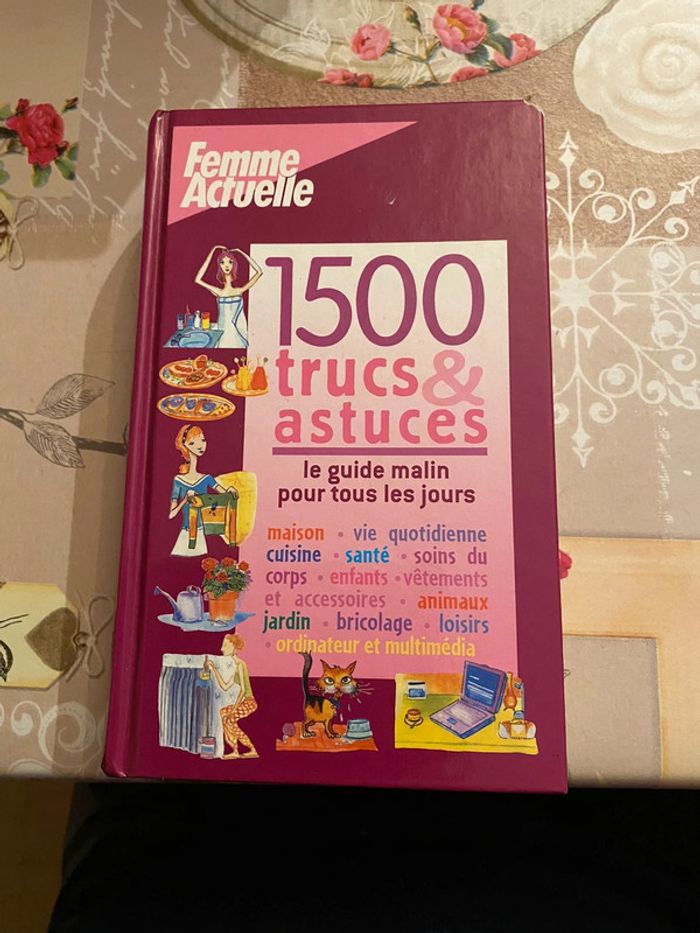 Femme
Actuelle
1500
trucs &
astuces
le guide malin
pour tous les jours
maison • vie quotidienne
cuisine • santé • soins du
corps • enfants • vêtements
et accessoires • animaux
jardin • bricolage • loisirs
• ordinateur et multimédia